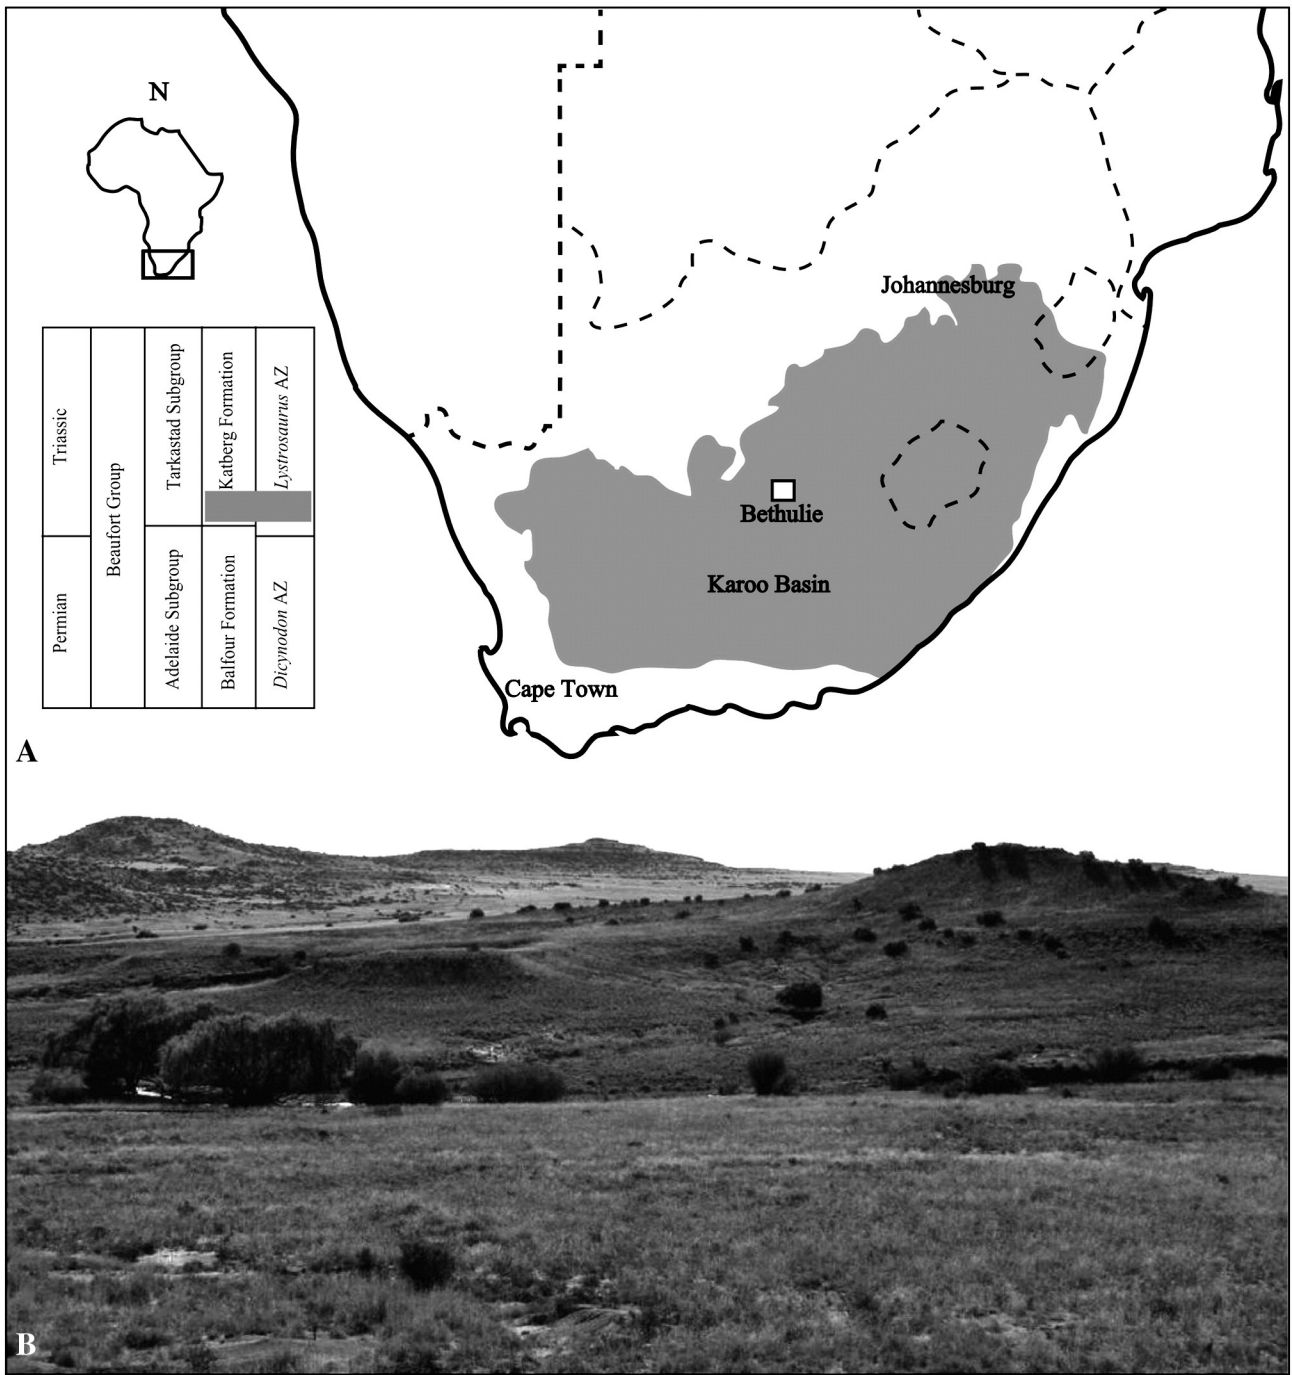 N
Johannesburg
Bethulie
Karoo Basin
Cape Town
Triassic
Permian
Beaufort Group
Tarkastad Subgroup
Adelaide Subgroup
Katberg Formation
Balfour Formation
Lystrosaurus AZ
Dicynodon AZ
A
B